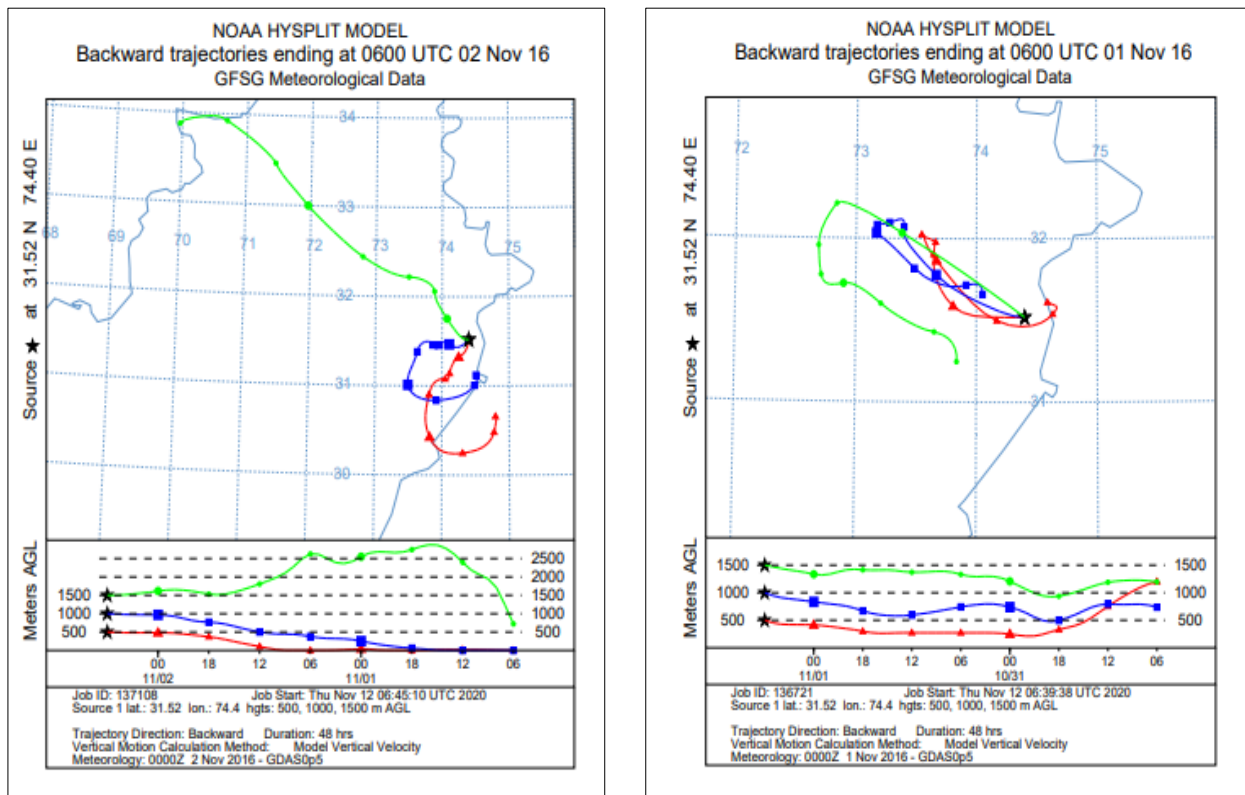 NOAA HYSPLIT MODEL
Backward trajectories ending at 0600 UTC 02 Nov 16
GFSG Meteorological Data
Source ★ at 31.52 N 74.40 E
34
33
68 69 70 71 72 73 74 75
32
31
30
Meters AGL
2500
2000
1500 1500
1000 1000
500 500
00 18 12 06 00 18 12 06
11/02 11/01
Job ID: 137108 Job Start: Thu Nov 12 06:45:10 UTC 2020
Source 1 lat.: 31.52 lon.: 74.4 hgts: 500, 1000, 1500 m AGL
Trajectory Direction: Backward Duration: 48 hrs
Vertical Motion Calculation Method: Model Vertical Velocity
Meteorology: 0000Z 2 Nov 2016 - GDAS0p5
NOAA HYSPLIT MODEL
Backward trajectories ending at 0600 UTC 01 Nov 16
GFSG Meteorological Data
Source ★ at 31.52 N 74.40 E
72 73 74 75
32
31
Meters AGL
1500 1500
1000 1000
500 500
00 18 12 06 00 18 12 06
11/01 10/31
Job ID: 136721 Job Start: Thu Nov 12 06:39:38 UTC 2020
Source 1 lat.: 31.52 lon.: 74.4 hgts: 500, 1000, 1500 m AGL
Trajectory Direction: Backward Duration: 48 hrs
Vertical Motion Calculation Method: Model Vertical Velocity
Meteorology: 0000Z 1 Nov 2016 - GDAS0p5